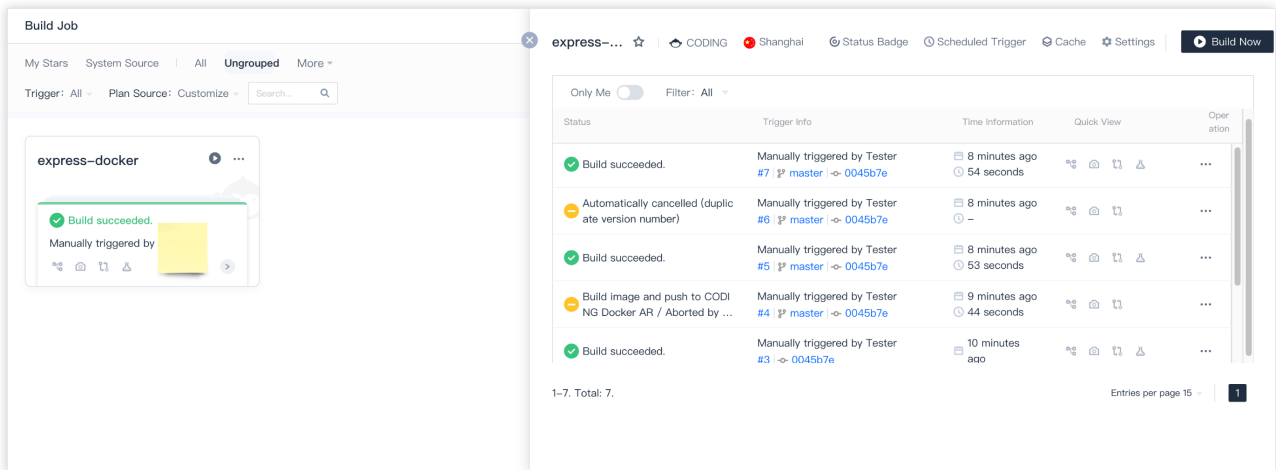 Build Job
My Stars System Source All Ungrouped More
Trigger: All Plan Source: Customize Search...
express-docker
Build succeeded.
Manually triggered by
express-... CODING Shanghai Status Badge Scheduled Trigger Cache Settings Build Now
Only Me Filter: All
Status Trigger Info Time Information Quick View Oper
ation
Build succeeded. Manually triggered by Tester 8 minutes ago
#7 master 0045b7e 54 seconds
Automatically cancelled (duplic Manually triggered by Tester 8 minutes ago
ate version number) #6 master 0045b7e –
Build succeeded. Manually triggered by Tester 8 minutes ago
#5 master 0045b7e 53 seconds
Build image and push to CODI Manually triggered by Tester 9 minutes ago
NG Docker AR / Aborted by ... #4 master 0045b7e 44 seconds
Build succeeded. Manually triggered by Tester 10 minutes
#3 0045b7e ago
1-7. Total: 7. Entries per page 15 1